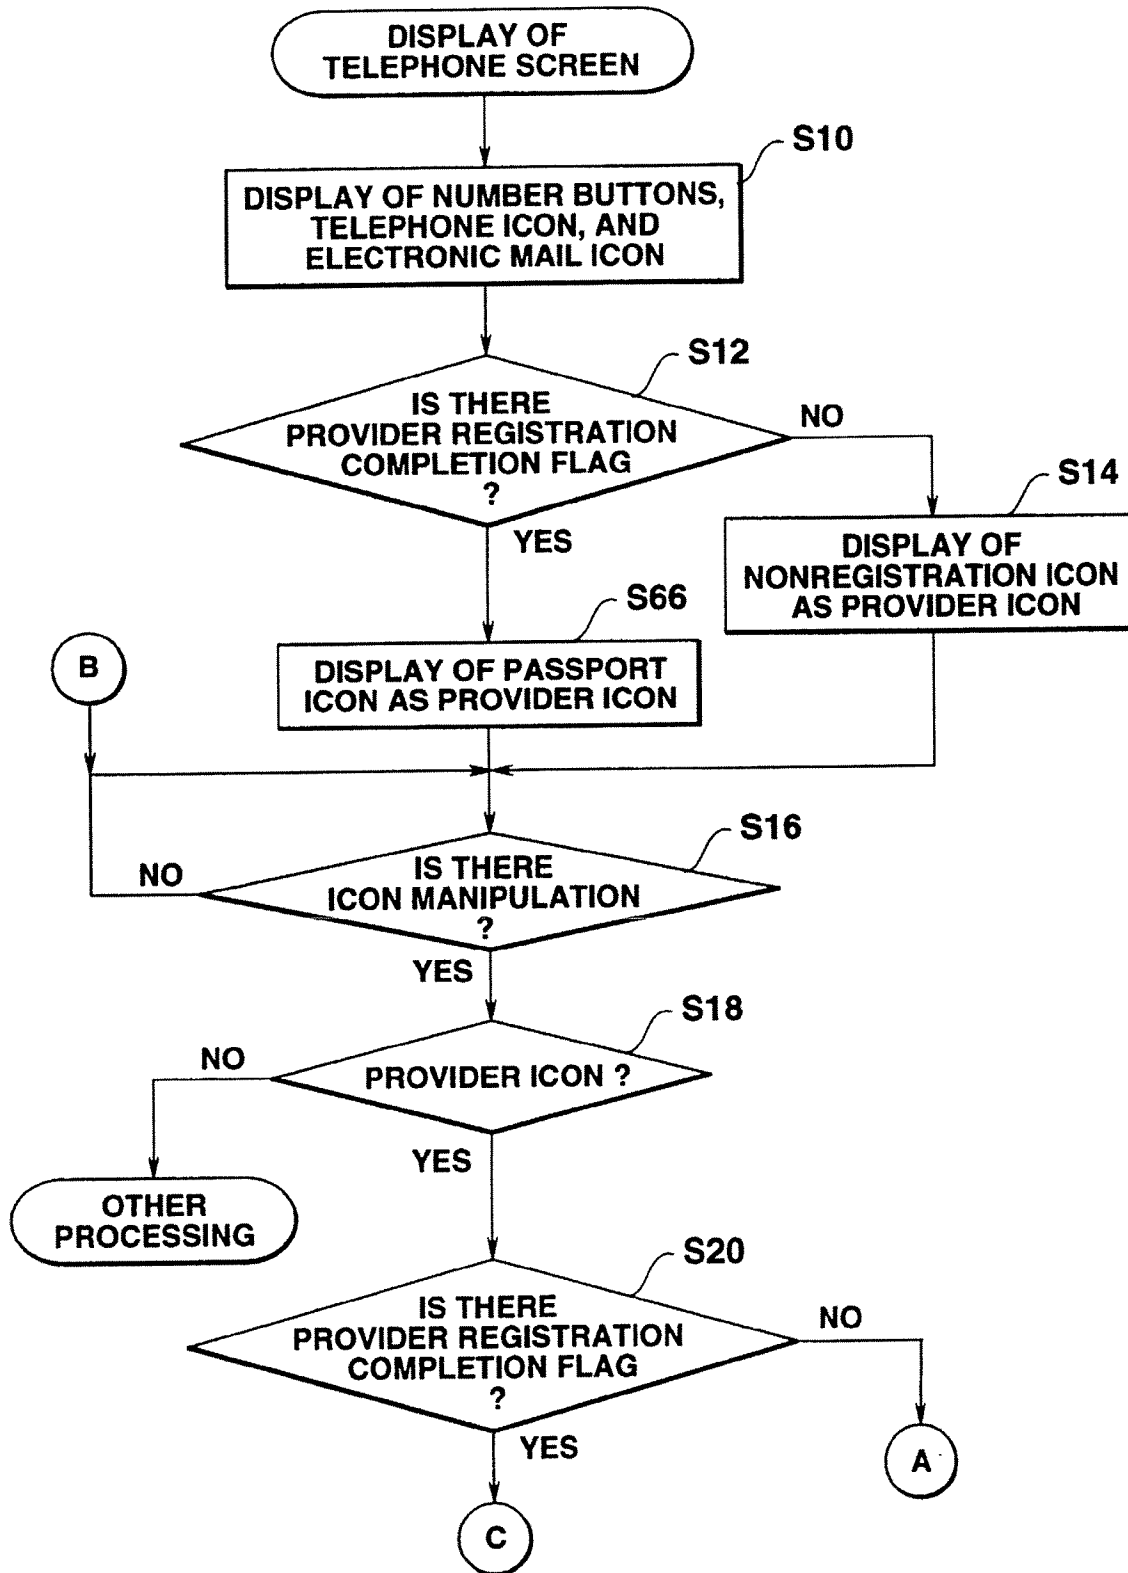 DISPLAY OF
TELEPHONE SCREEN
S10
DISPLAY OF NUMBER BUTTONS,
TELEPHONE ICON, AND
ELECTRONIC MAIL ICON
S12
IS THERE
PROVIDER REGISTRATION
COMPLETION FLAG
?
NO
YES
S14
DISPLAY OF
NONREGISTRATION ICON
AS PROVIDER ICON
S66
DISPLAY OF PASSPORT
ICON AS PROVIDER ICON
B
S16
IS THERE
ICON MANIPULATION
?
NO
YES
S18
PROVIDER ICON ?
NO
YES
OTHER
PROCESSING
S20
IS THERE
PROVIDER REGISTRATION
COMPLETION FLAG
?
NO
YES
A
C